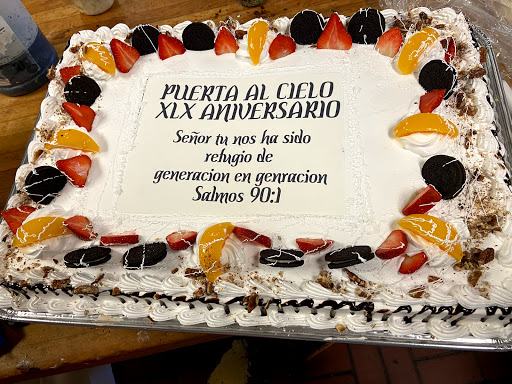 PUERTA AL CIELO
XLX ANIVERSARIO
Señor tu nos ha sido
refugio de
generacion en genracion
Salmos 90:1